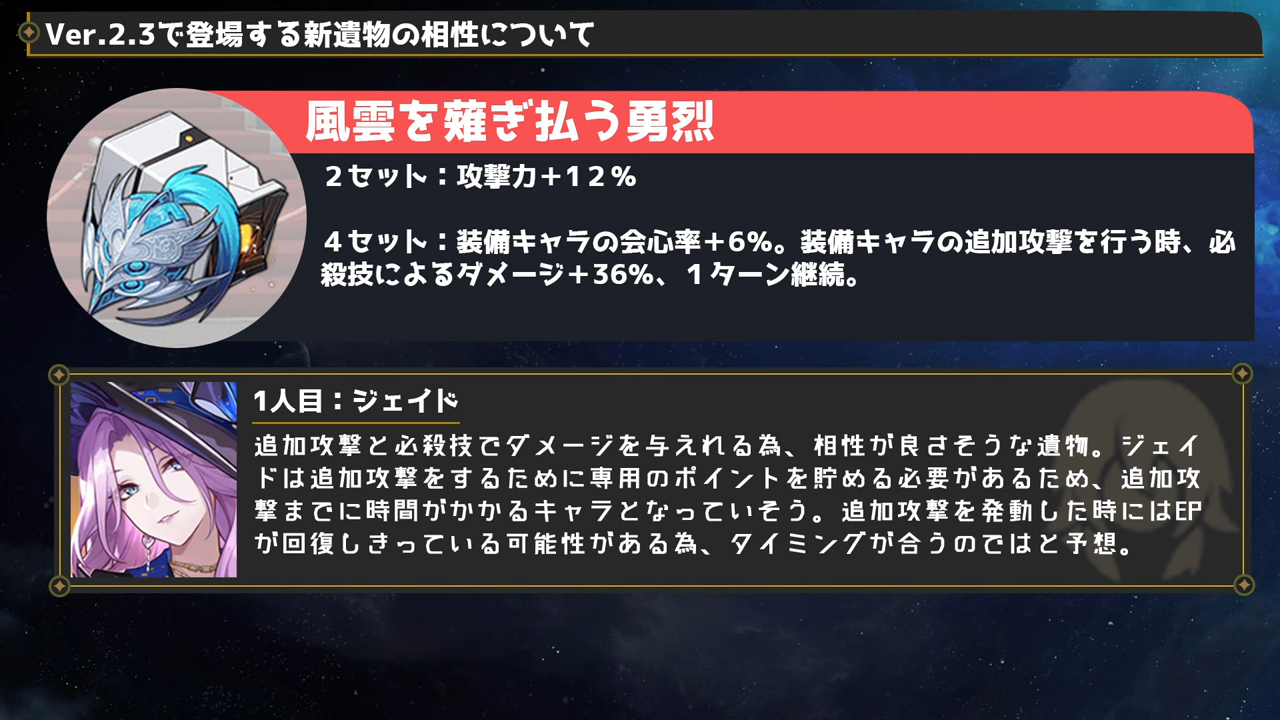 Ver.2.3で登場する新遺物の相性について
風雲を薙ぎ払う勇烈
２セット：攻撃力＋1２％
４セット：装備キャラの会心率＋6%。装備キャラの追加攻撃を行う時、必
殺技によるダメージ＋36%、１ターン継続。
1人目：ジェイド
追加攻撃と必殺技でダメージを与えれる為、相性が良さそうな遺物。ジェイ
ドは追加攻撃をするために専用のポイントを貯める必要があるため、追加攻
撃までに時間がかかるキャラとなっていそう。追加攻撃を発動した時にはEP
が回復しきっている可能性がある為、タイミングが合うのではと予想。